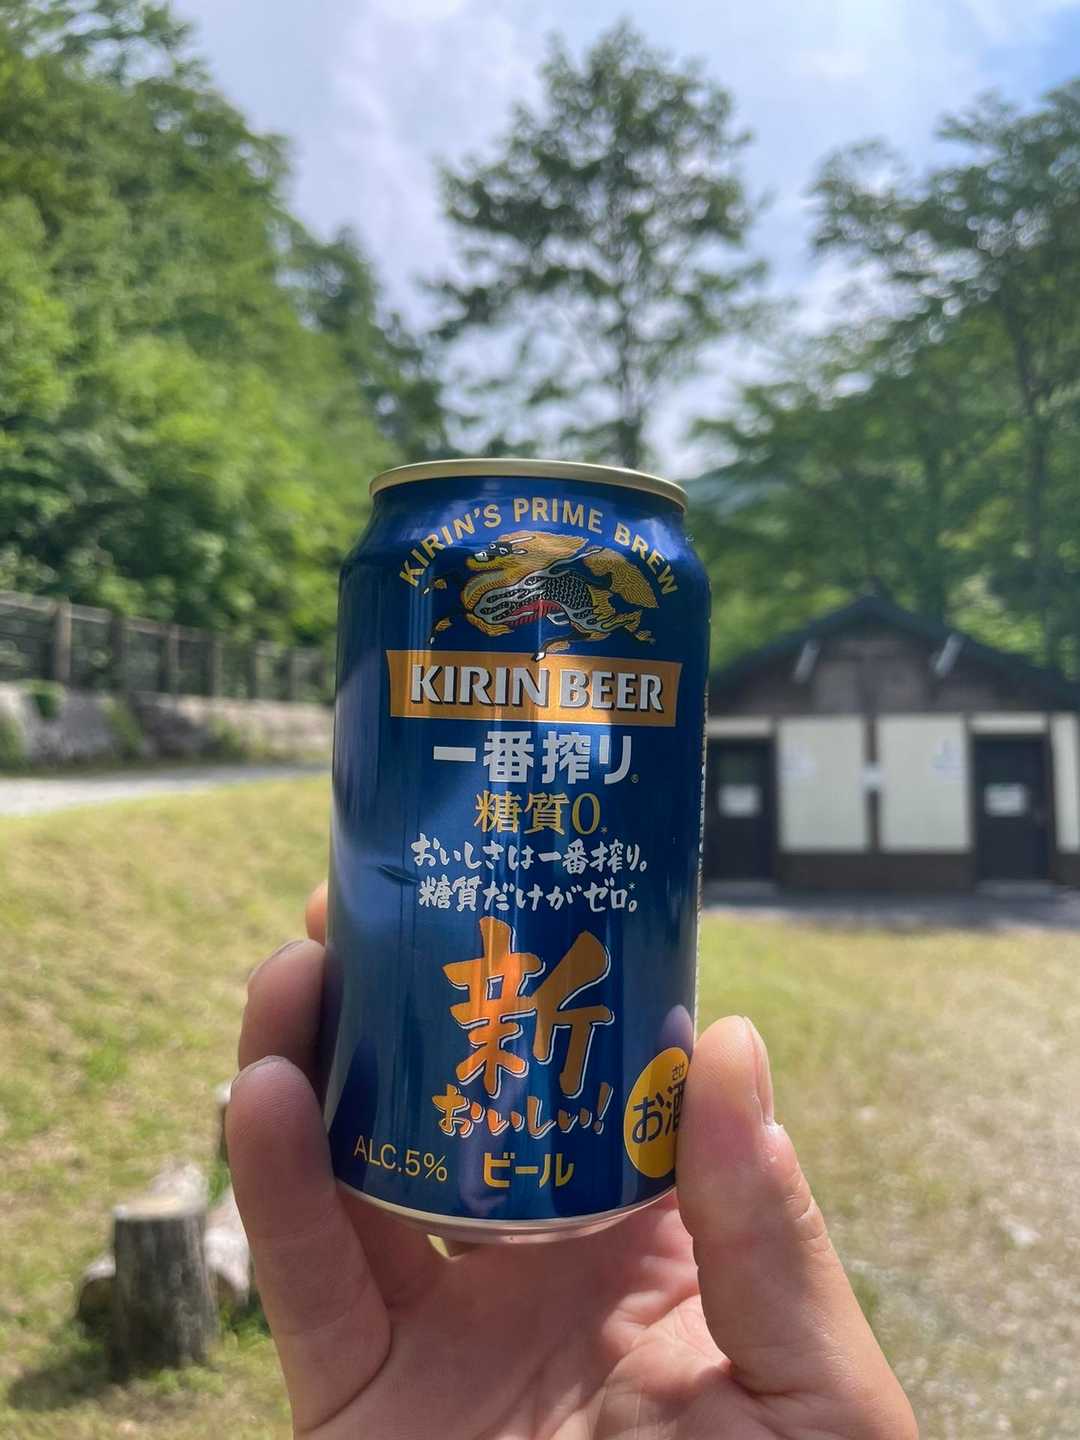 KIRIN'S PRIME BREW
KIRIN BEER
一番搾り®
糖質0*
おいしさは一番搾り。
糖質だけがゼロ*。
新
おいしい!
さけ
お酒
ALC.5% ビール